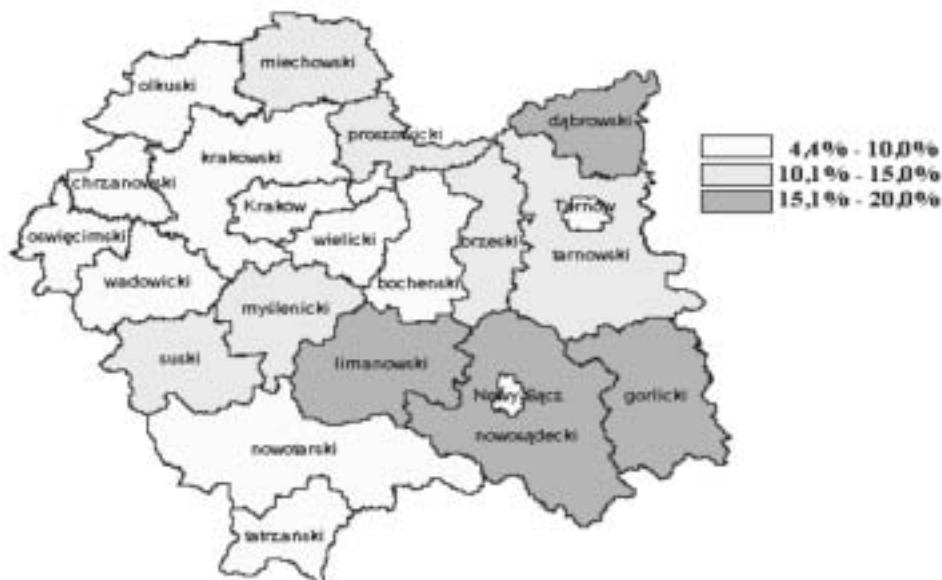 miechowski
olkuski
dąbrowski
proszowicki
krakowski
4,4% - 10,0%
10,1% - 15,0%
15,1% - 20,0%
chrzanowski
Kraków
Tarnów
oświęcimski
wielicki
brzeski
tarnowski
wadowicki
bocheński
myślenicki
suski
limanowski
Nowy Sącz
gorlicki
nowosądecki
nowotarski
tatrzański